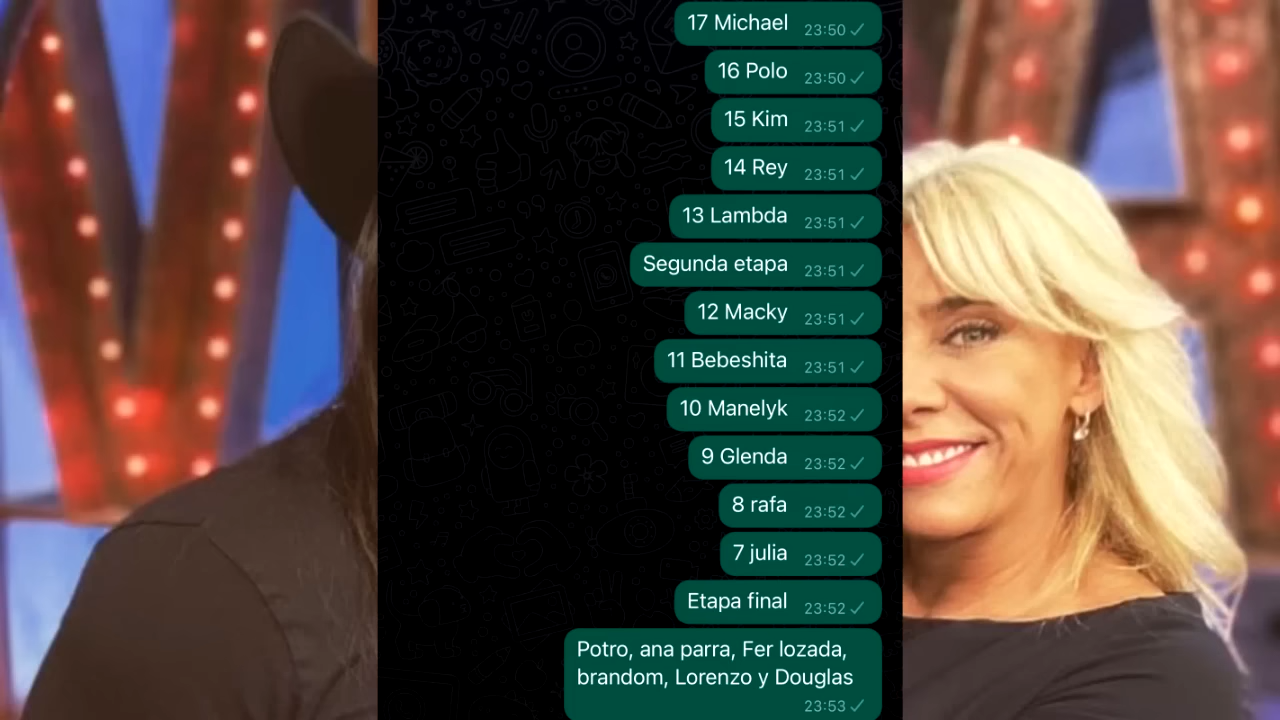 17 Michael 23:50
16 Polo 23:50
15 Kim 23:51
14 Rey 23:51
13 Lambda 23:51
Segunda etapa 23:51
12 Macky 23:51
11 Bebeshita 23:51
10 Manelyk 23:52
9 Glenda 23:52
8 rafa 23:52
7 julia 23:52
Etapa final 23:52
Potro, ana parra, Fer lozada,
brandom, Lorenzo y Douglas
23:53